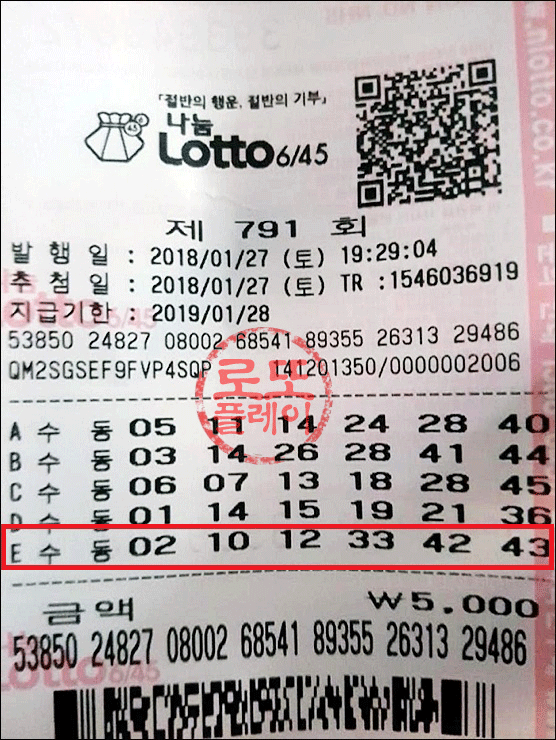 「절반의 행운, 절반의 기부」
나눔
Lotto 6/45
제 791 회
발 행 일 : 2018/01/27 (토) 19:29:04
추 첨 일 : 2018/01/27 (토) TR :1546036919
지급기한 : 2019/01/28
53850 24827 08002 68541 89355 26313 29486
QM2SGSEF9FVP4SQP 141201350/0000002006
로또
플레이
A 수 동 05 11 14 24 28 40
B 수 동 03 14 26 28 41 44
C 수 동 06 07 13 18 28 45
D 수 동 01 14 15 19 21 36
E 수 동 02 10 12 33 42 43
금액 ₩5,000
53850 24827 08002 68541 89355 26313 29486